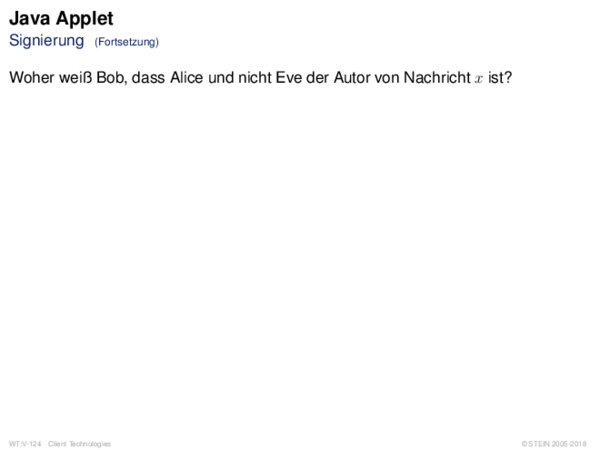 Java Applet
Signierung (Fortsetzung)
Woher weiß Bob, dass Alice und nicht Eve der Autor von Nachricht x ist?
WT:V-124 Client Technologies © STEIN 2005-2018